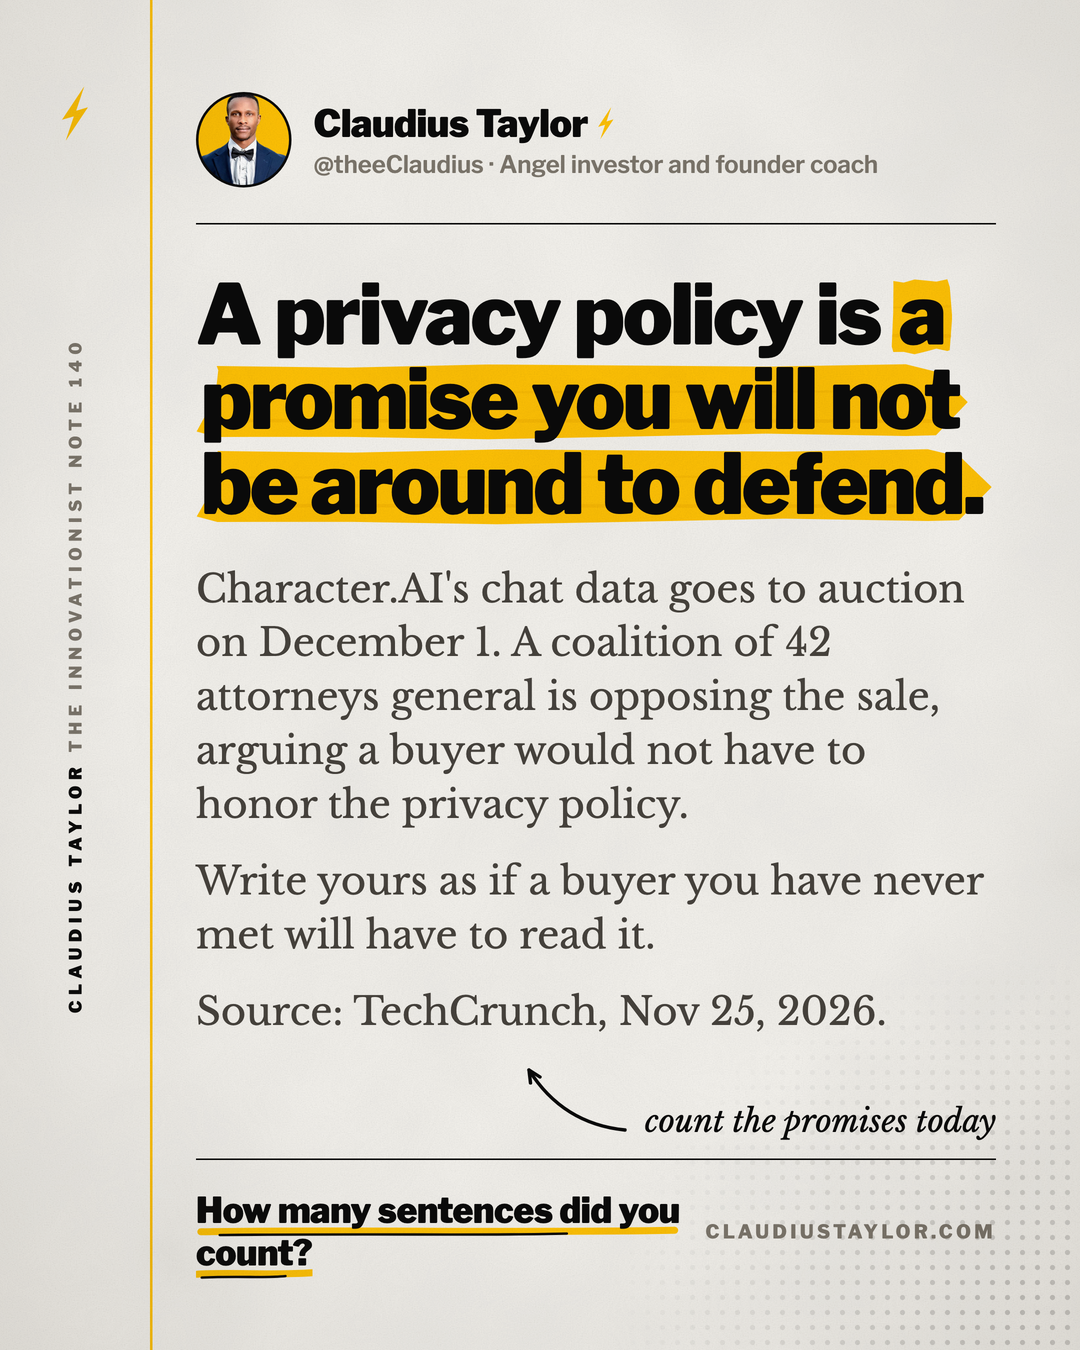 Claudius Taylor
@theeClaudius · Angel investor and founder coach
A privacy policy is a
promise you will not
be around to defend.
Character.AI's chat data goes to auction
on December 1. A coalition of 42
attorneys general is opposing the sale,
arguing a buyer would not have to
honor the privacy policy.
Write yours as if a buyer you have never
met will have to read it.
Source: TechCrunch, Nov 25, 2026.
count the promises today
How many sentences did you
count?
CLAUDIUSTAYLOR.COM
CLAUDIUS TAYLOR THE INNOVATIONIST NOTE 140